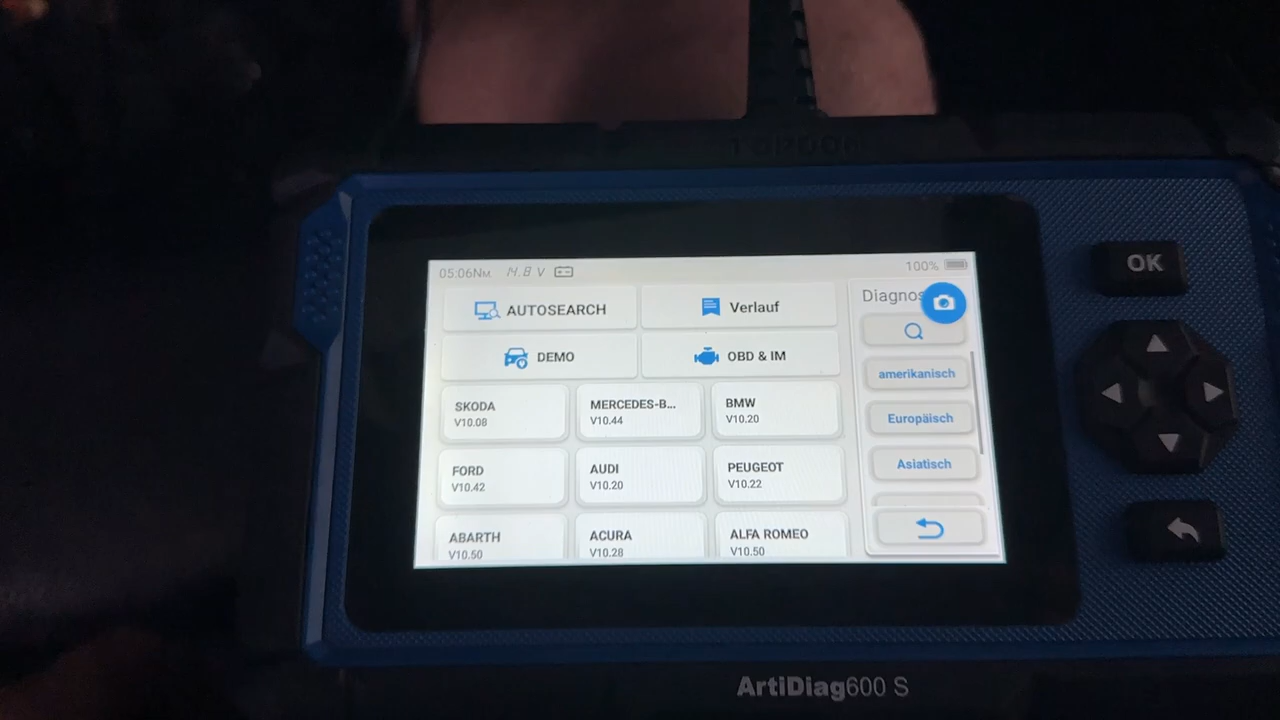 TOPDON
05:06NM 14.8 V
100%
AUTOSEARCH
Verlauf
DEMO
OBD & IM
SKODA
V10.08
MERCEDES-B...
V10.44
BMW
V10.20
FORD
V10.42
AUDI
V10.20
PEUGEOT
V10.22
ABARTH
V10.50
ACURA
V10.28
ALFA ROMEO
V10.50
Diagnos
amerikanisch
Europäisch
Asiatisch
OK
ArtiDiag600 S